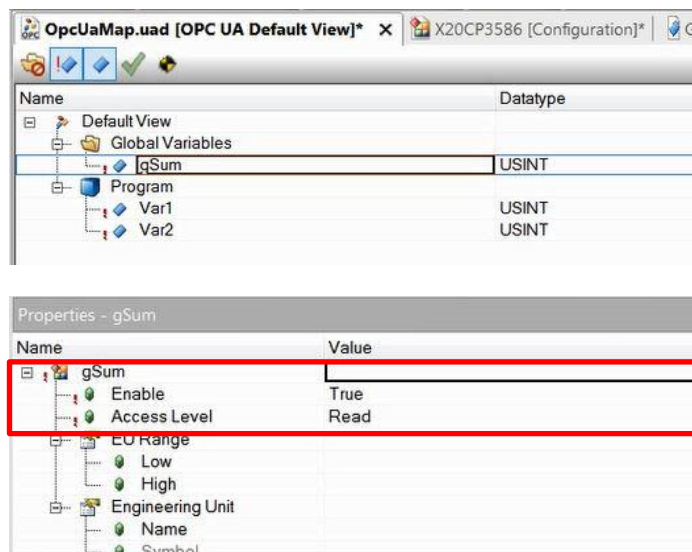 OpcUaMap.uad [OPC UA Default View]* X20CP3586 [Configuration]* G
Name Datatype
Default View
Global Variables
gSum USINT
Program
Var1 USINT
Var2 USINT
Properties - gSum
Name Value
gSum
Enable True
Access Level Read
EU Range
Low
High
Engineering Unit
Name
Symbol